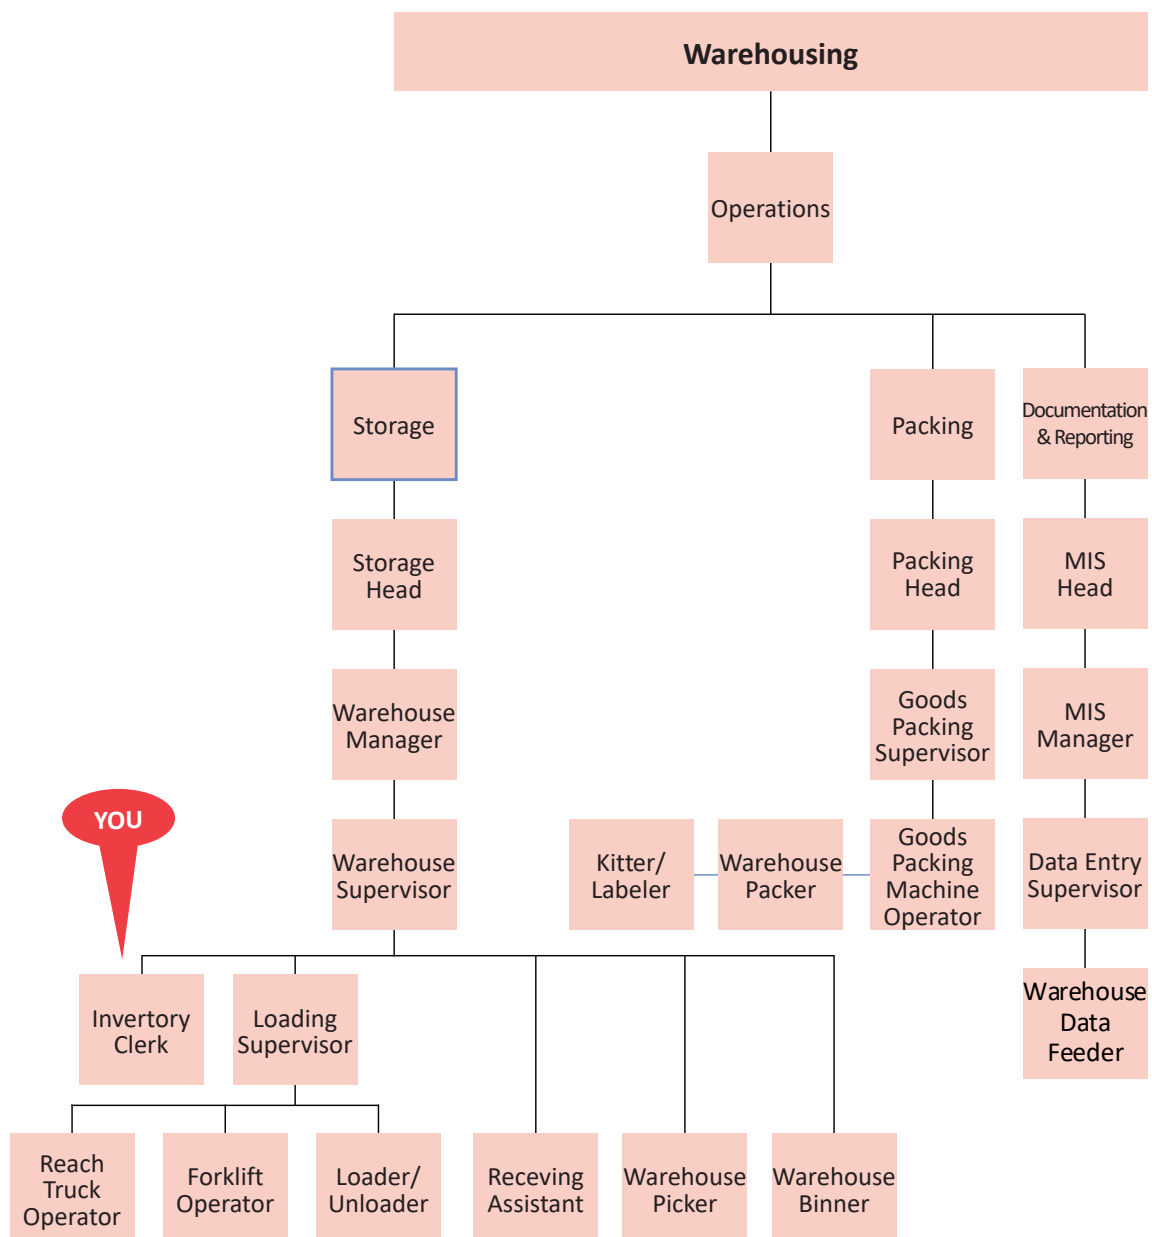 Warehousing
Operations
Storage
Packing
Documentation
& Reporting
Storage
Head
Packing
Head
MIS
Head
Warehouse
Manager
Goods
Packing
Supervisor
MIS
Manager
YOU
Warehouse
Supervisor
Kitter/
Labeler
Warehouse
Packer
Goods
Packing
Machine
Operator
Data Entry
Supervisor
Invertory
Clerk
Loading
Supervisor
Warehouse
Data
Feeder
Reach
Truck
Operator
Forklift
Operator
Loader/
Unloader
Receving
Assistant
Warehouse
Picker
Warehouse
Binner